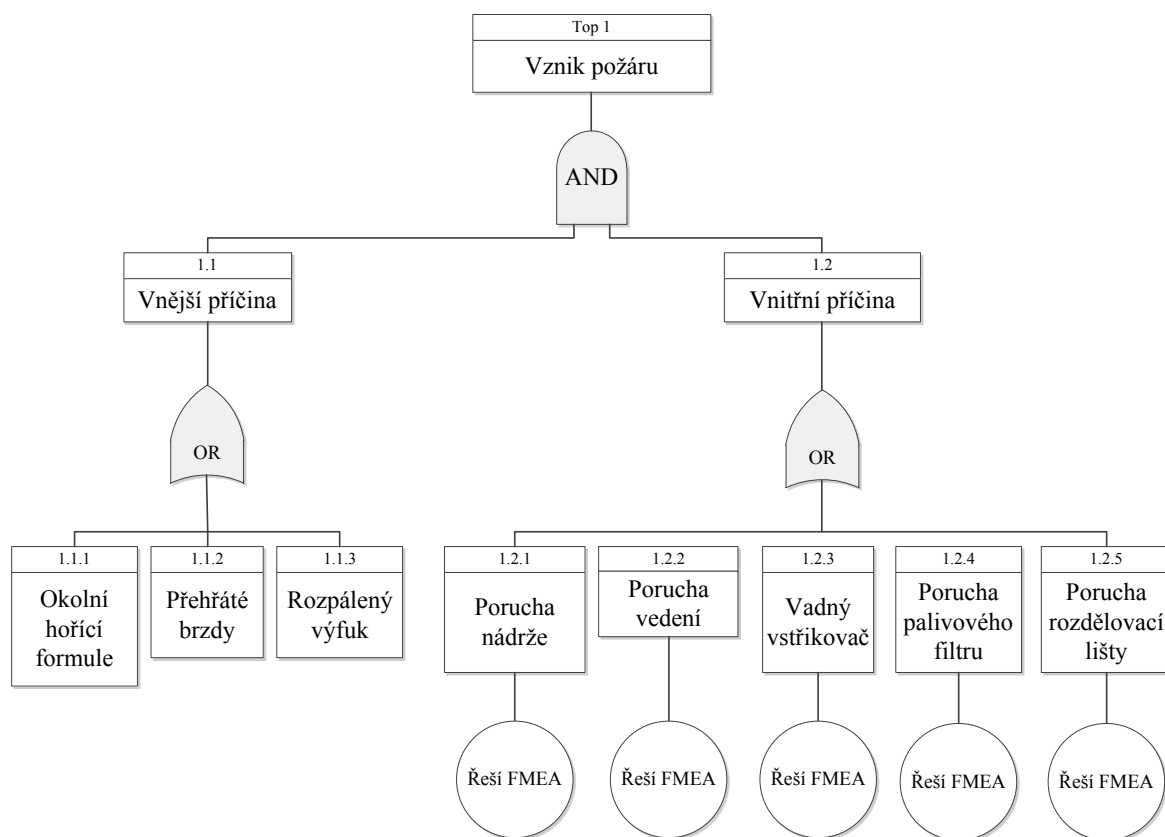 Top 1
Vznik požáru
AND
1.1
Vnější příčina
1.2
Vnitřní příčina
OR
OR
1.1.1
Okolní
hořící
formule
1.1.2
Přehřáté
brzdy
1.1.3
Rozpálený
výfuk
1.2.1
Porucha
nádrže
1.2.2
Porucha
vedení
1.2.3
Vadný
vstřikovač
1.2.4
Porucha
palivového
filtru
1.2.5
Porucha
rozdělovací
lišty
Řeší FMEA
Řeší FMEA
Řeší FMEA
Řeší FMEA
Řeší FMEA